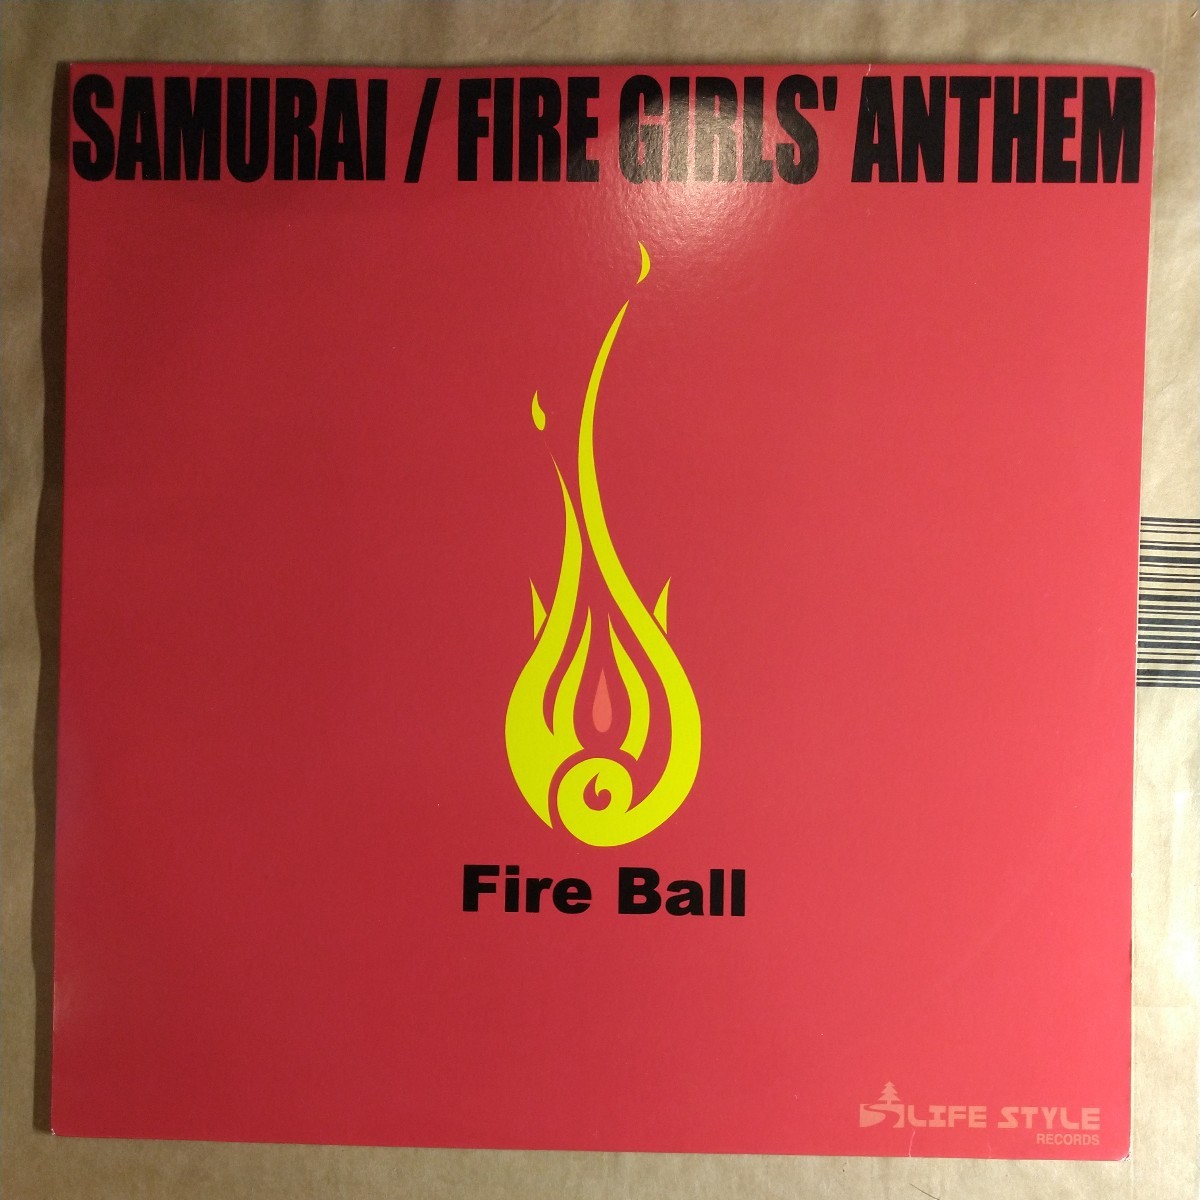 SAMURAI / FIRE GIRLS' ANTHEM
Fire Ball
LIFE STYLE
RECORDS